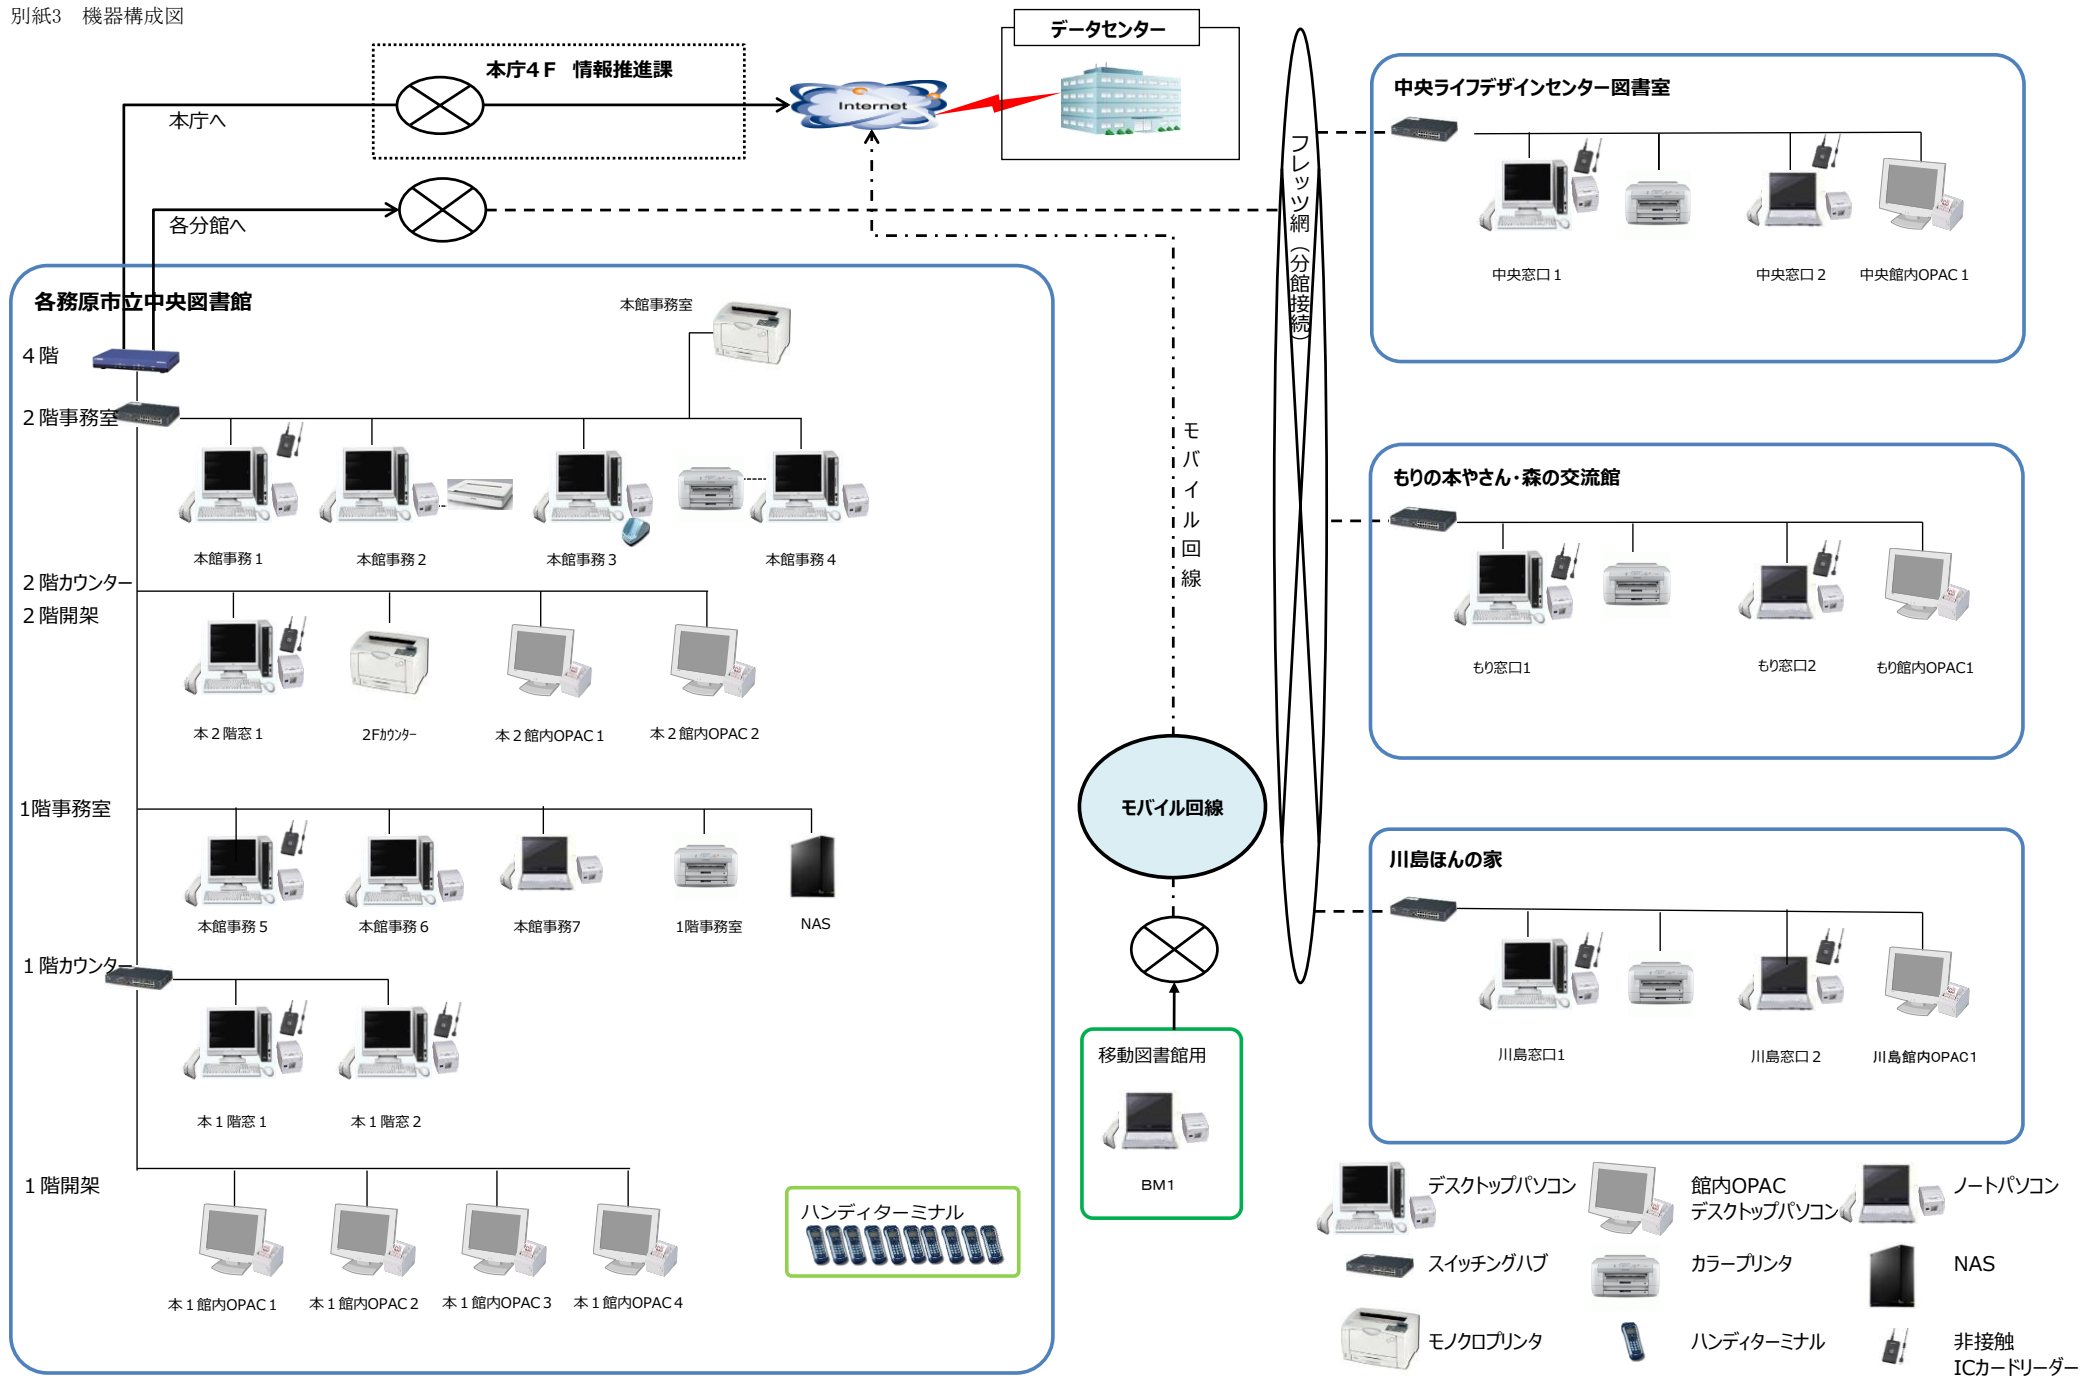 別紙3　機器構成図
データセンター
本庁4F　情報推進課
Internet
本庁へ
各分館へ
フレッツ網（分館接続）
モバイル回線
各務原市立中央図書館
4階
本館事務室
2階事務室
本館事務1
本館事務2
本館事務3
本館事務4
2階カウンター
2階開架
本2階窓1
2Fカウンター
本2館内OPAC1
本2館内OPAC2
1階事務室
本館事務5
本館事務6
本館事務7
1階事務室
NAS
1階カウンター
本1階窓1
本1階窓2
1階開架
本1館内OPAC1
本1館内OPAC2
本1館内OPAC3
本1館内OPAC4
ハンディターミナル
モバイル回線
移動図書館用
BM1
中央ライフデザインセンター図書室
中央窓口1
中央窓口2
中央館内OPAC1
もりの本やさん・森の交流館
もり窓口1
もり窓口2
もり館内OPAC1
川島ほんの家
川島窓口1
川島窓口2
川島館内OPAC1
デスクトップパソコン
館内OPAC
デスクトップパソコン
ノートパソコン
スイッチングハブ
カラープリンタ
NAS
モノクロプリンタ
ハンディターミナル
非接触
ICカードリーダー